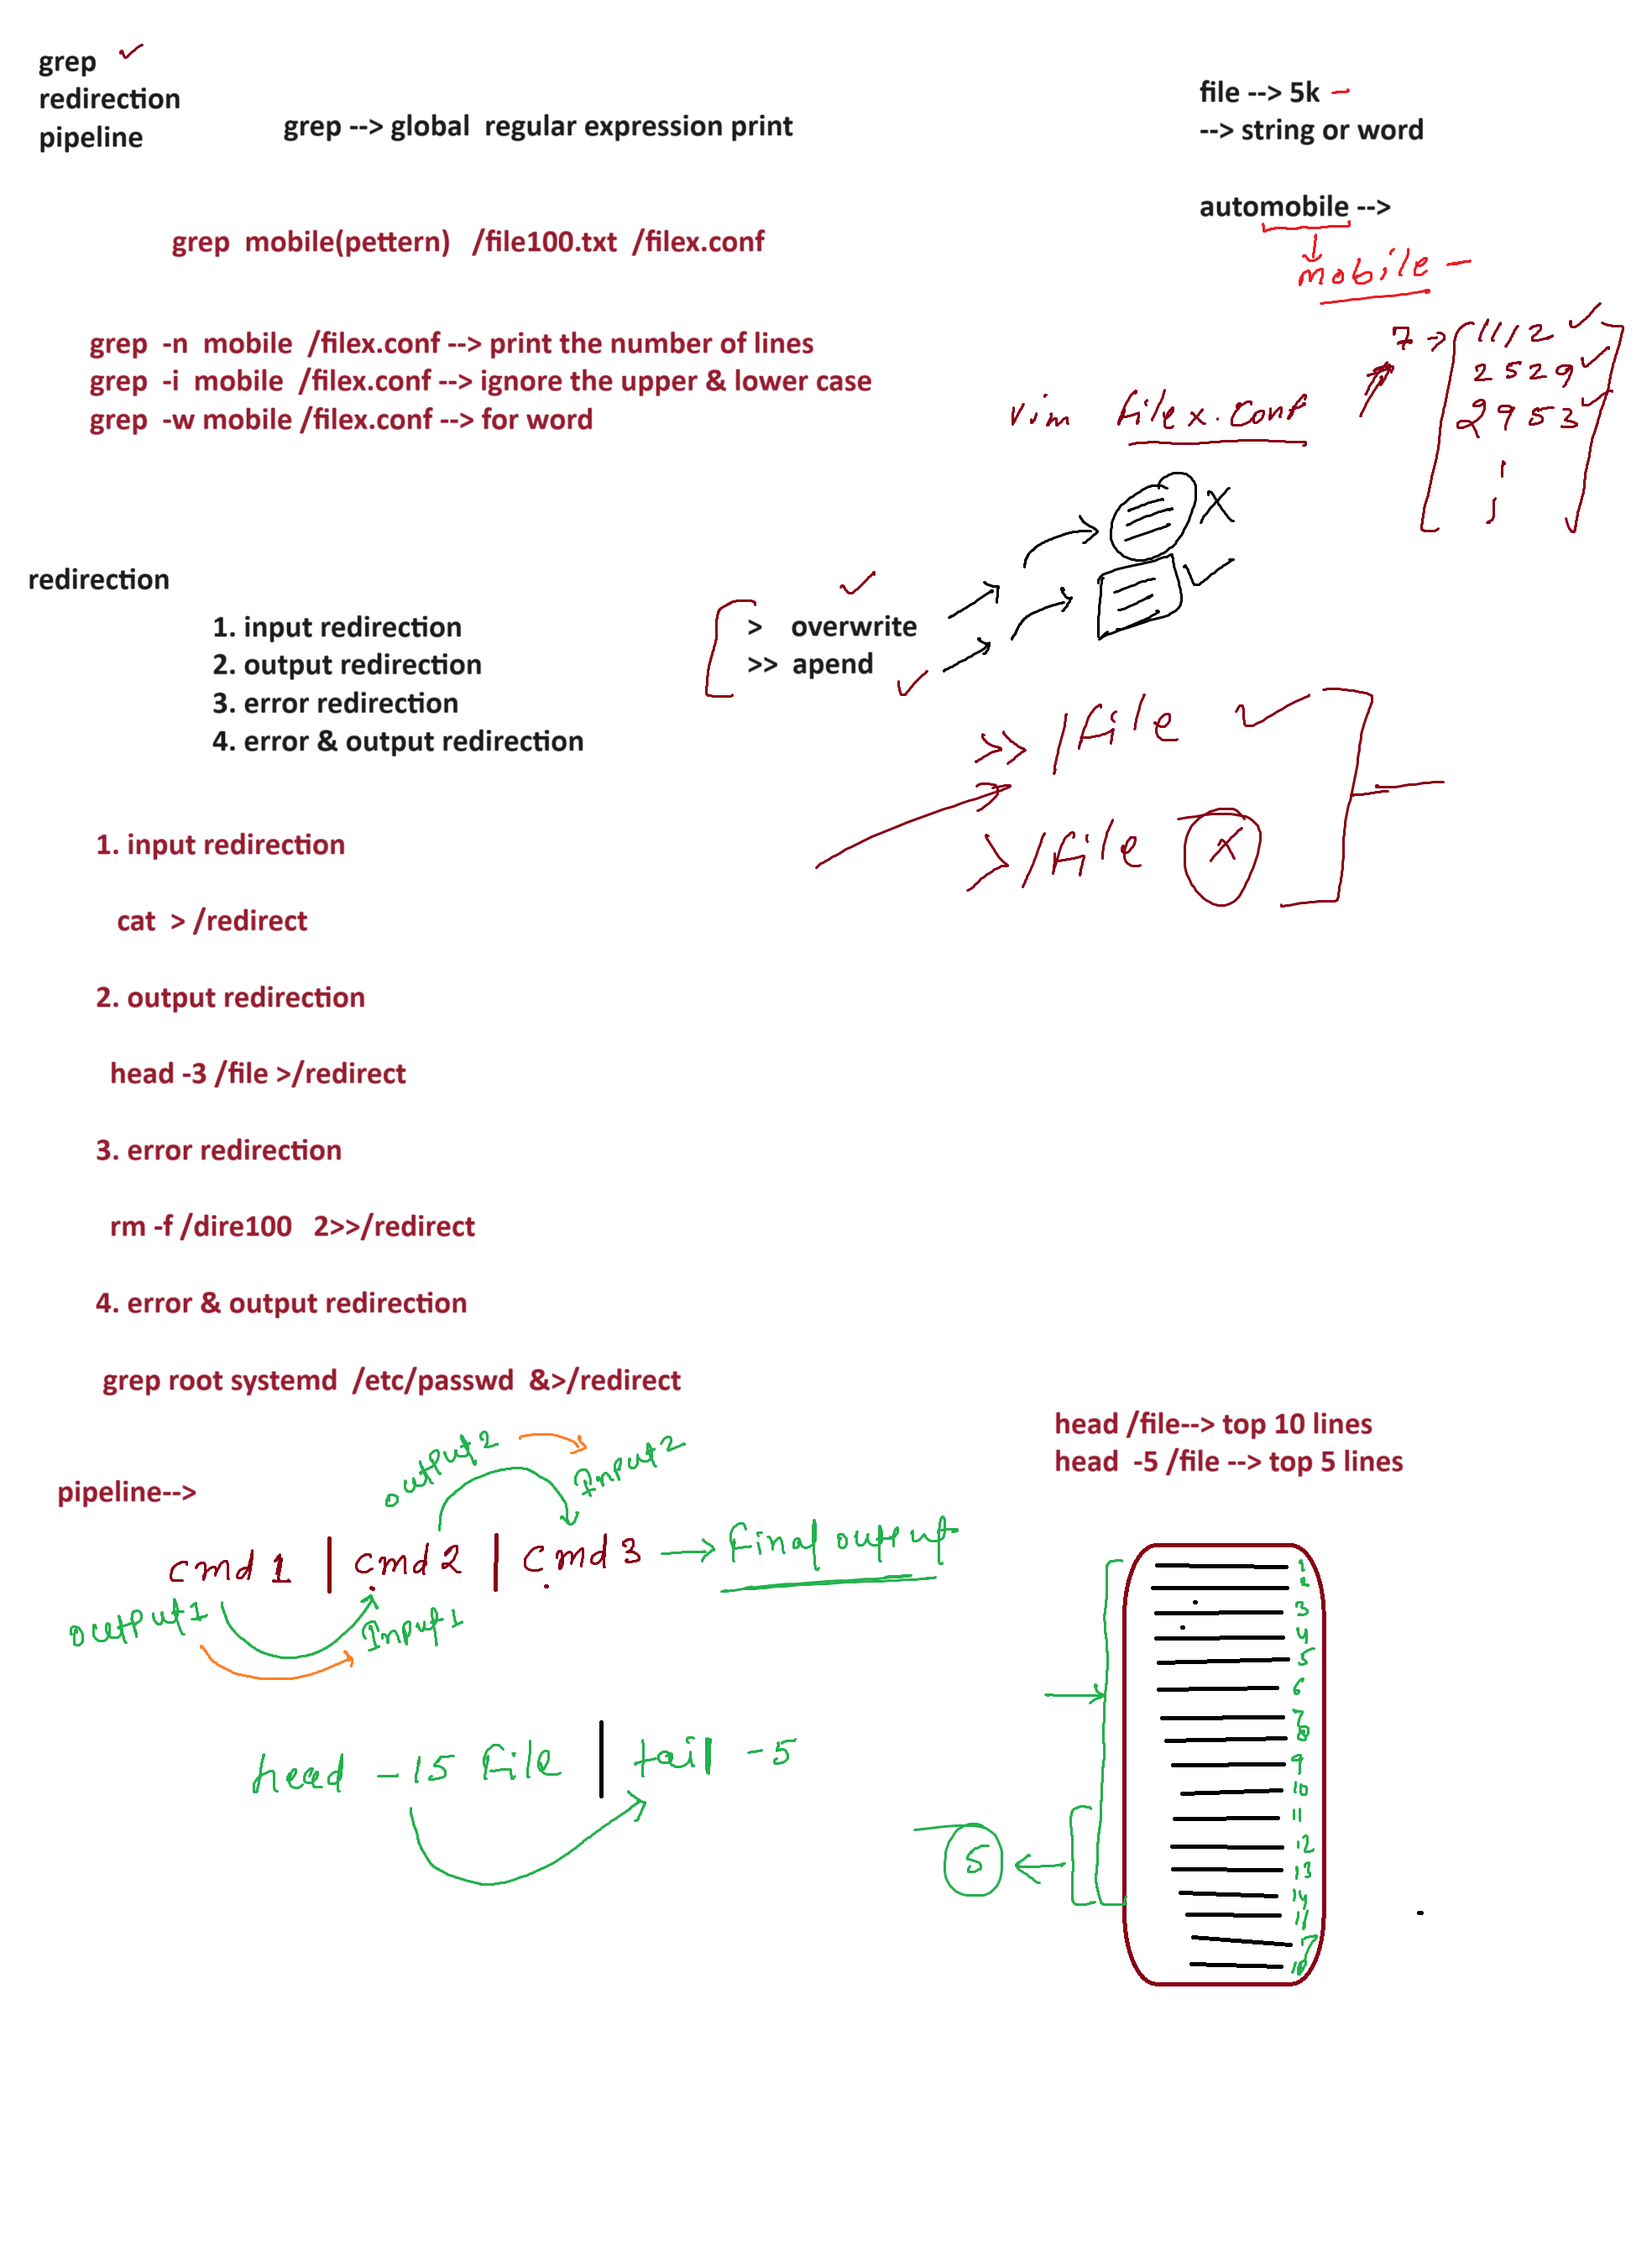 grep
redirection
pipeline
grep --> global regular expression print
file --> 5k
--> string or word
automobile -->
mobile
grep mobile(pettern) /file100.txt /filex.conf
grep -n mobile /filex.conf --> print the number of lines
grep -i mobile /filex.conf --> ignore the upper & lower case
grep -w mobile /filex.conf --> for word
vim filex.conf
7 → 1112
2529
2953
redirection
1. input redirection
2. output redirection
3. error redirection
4. error & output redirection
> overwrite
>> apend
>> /file
> /file X
1. input redirection
cat > /redirect
2. output redirection
head -3 /file >/redirect
3. error redirection
rm -f /dire100 2>>/redirect
4. error & output redirection
grep root systemd /etc/passwd &>/redirect
head /file--> top 10 lines
head -5 /file --> top 5 lines
pipeline-->
output2 Input2
cmd 1 | cmd 2 | cmd 3 → Final output
output1 Input1
head -15 file | tail -5
5
1
2
3
4
5
6
7
8
9
10
11
12
13
14
11
7
18